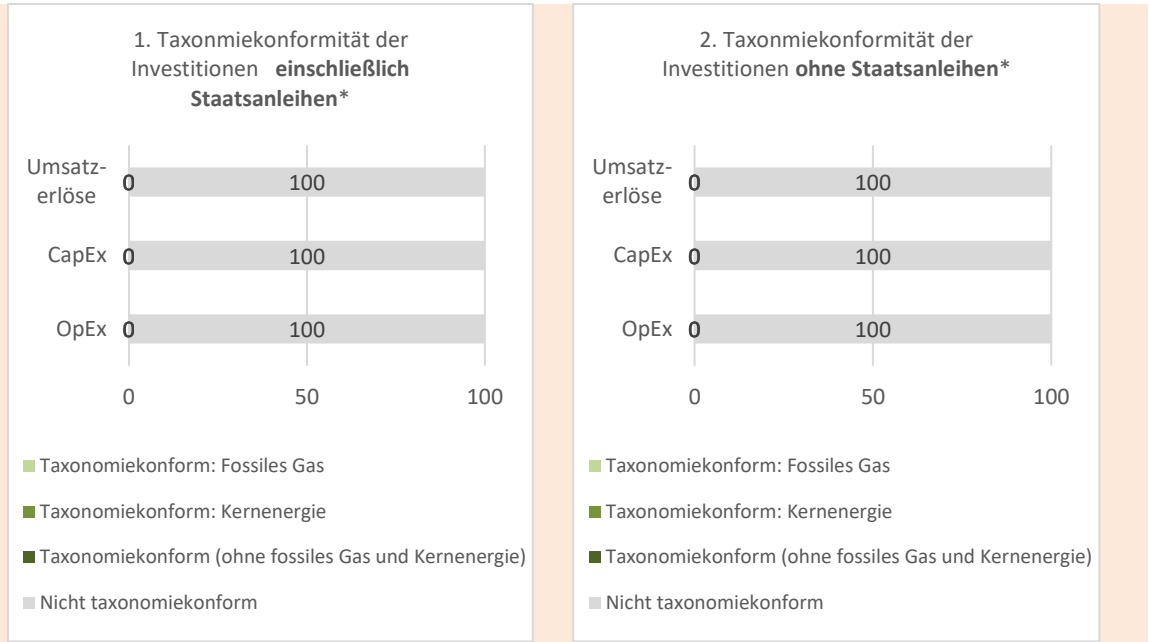 1. Taxonmiekonformität der
Investitionen einschließlich
Staatsanleihen*
Umsatz-
erlöse
0
100
CapEx
0
100
OpEx
0
100
0
50
100
Taxonomiekonform: Fossiles Gas
Taxonomiekonform: Kernenergie
Taxonomiekonform (ohne fossiles Gas und Kernenergie)
Nicht taxonomiekonform
2. Taxonmiekonformität der
Investitionen ohne Staatsanleihen*
Umsatz-
erlöse
0
100
CapEx
0
100
OpEx
0
100
0
50
100
Taxonomiekonform: Fossiles Gas
Taxonomiekonform: Kernenergie
Taxonomiekonform (ohne fossiles Gas und Kernenergie)
Nicht taxonomiekonform